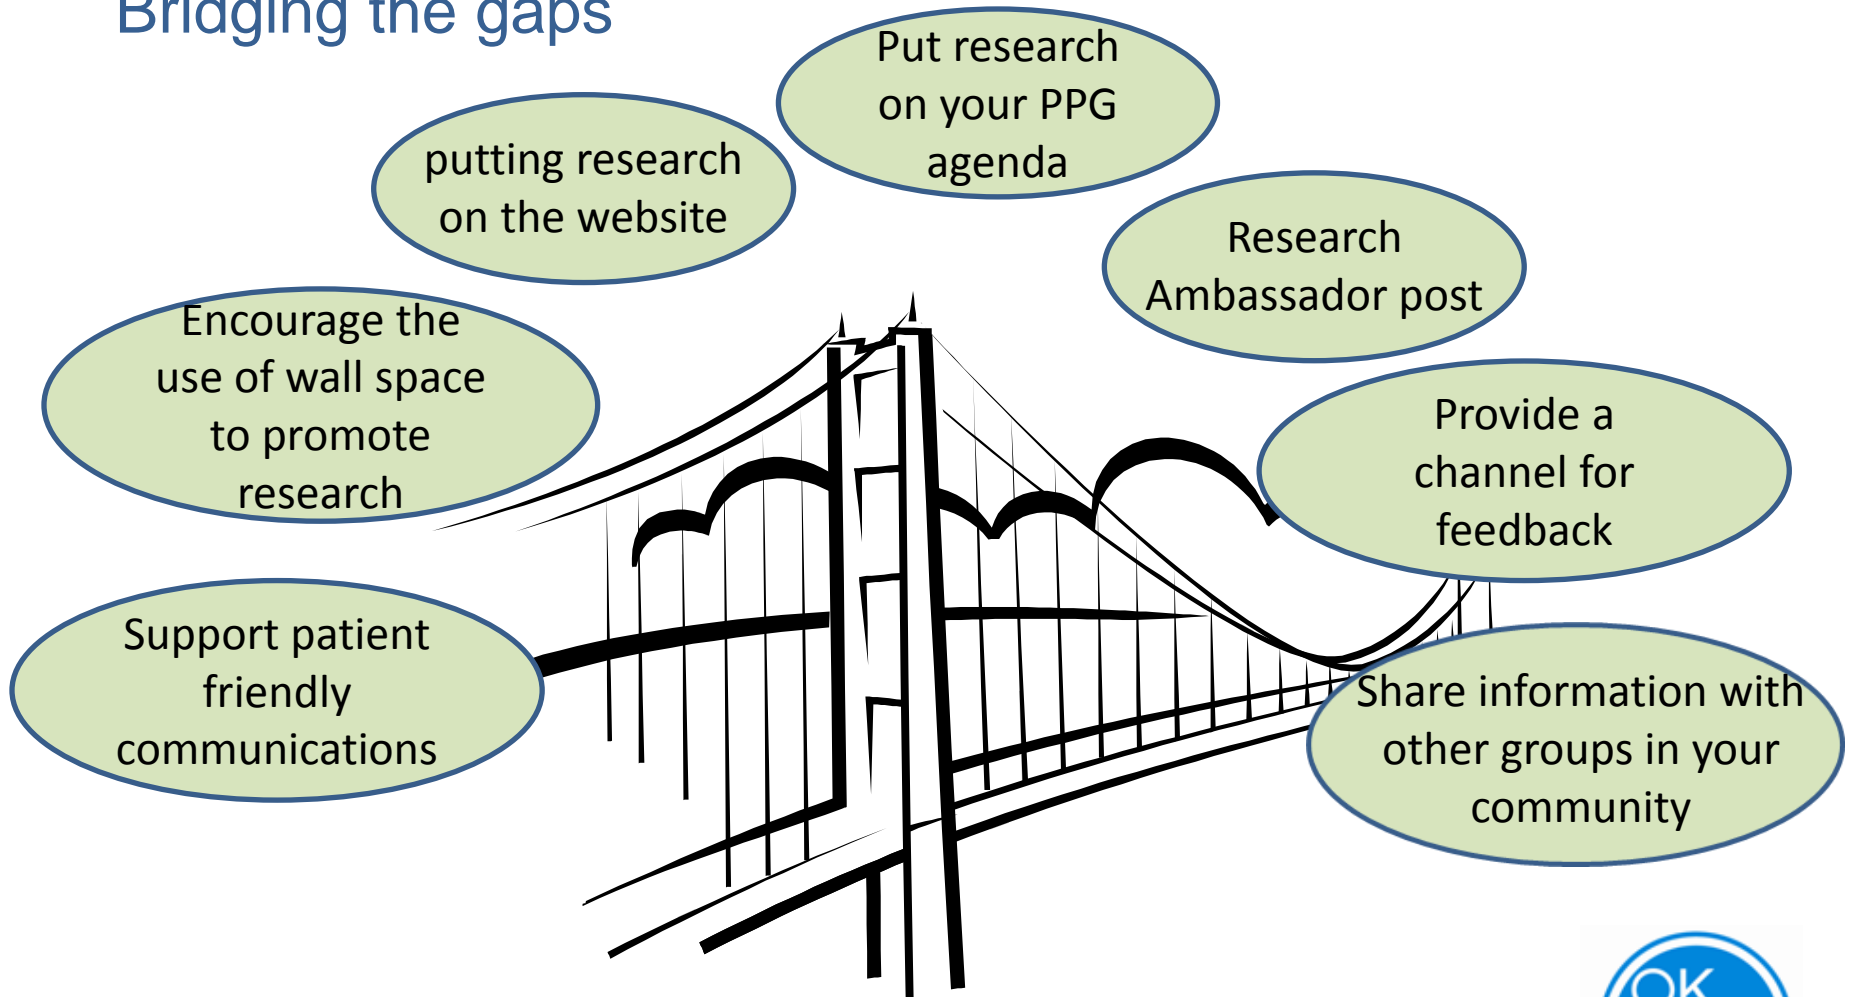 Bridging the gaps
Put research
on your PPG
agenda
putting research
on the website
Research
Ambassador post
Encourage the
use of wall space
to promote
research
Provide a
channel for
feedback
Support patient
friendly
communications
Share information with
other groups in your
community
OK